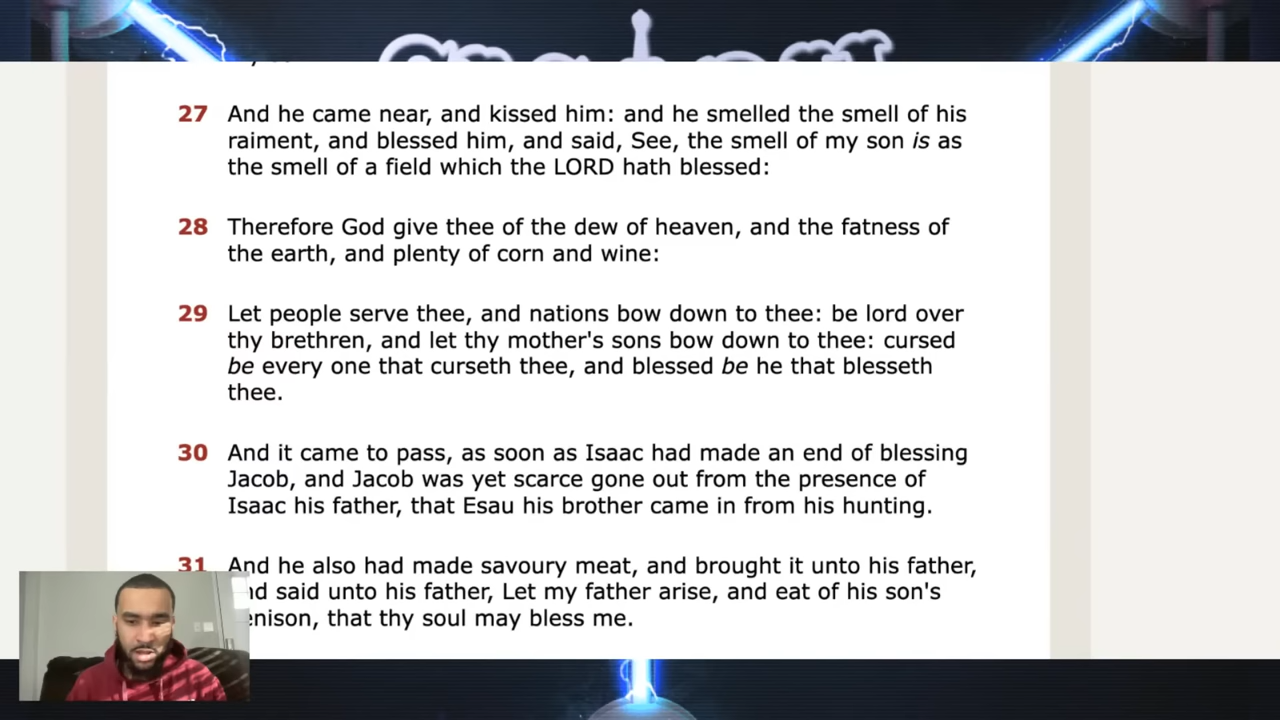 27 And he came near, and kissed him: and he smelled the smell of his
raiment, and blessed him, and said, See, the smell of my son is as
the smell of a field which the LORD hath blessed:
28 Therefore God give thee of the dew of heaven, and the fatness of
the earth, and plenty of corn and wine:
29 Let people serve thee, and nations bow down to thee: be lord over
thy brethren, and let thy mother's sons bow down to thee: cursed
be every one that curseth thee, and blessed be he that blesseth
thee.
30 And it came to pass, as soon as Isaac had made an end of blessing
Jacob, and Jacob was yet scarce gone out from the presence of
Isaac his father, that Esau his brother came in from his hunting.
31 And he also had made savoury meat, and brought it unto his father,
nd said unto his father, Let my father arise, and eat of his son's
enison, that thy soul may bless me.